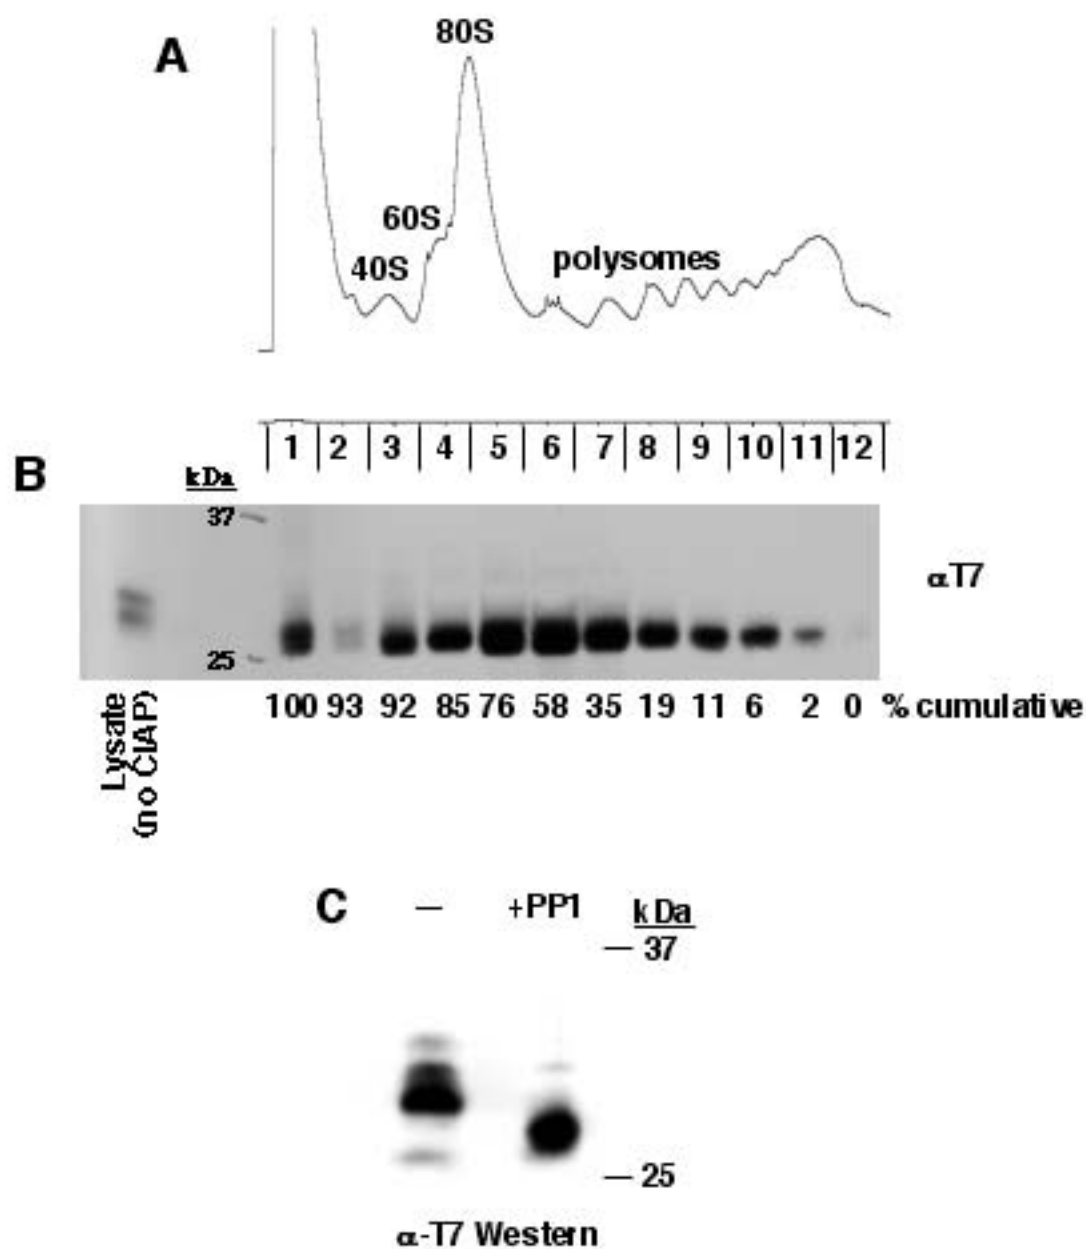 A
80S
60S
40S
polysomes
1 2 3 4 5 6 7 8 9 10 11 12
B
kDa
37
25
αT7
100 93 92 85 76 58 35 19 11 6 2 0 % cumulative
Lysate
(no CIAP)
C
— +PP1 kDa
— 37
— 25
α-T7 Western